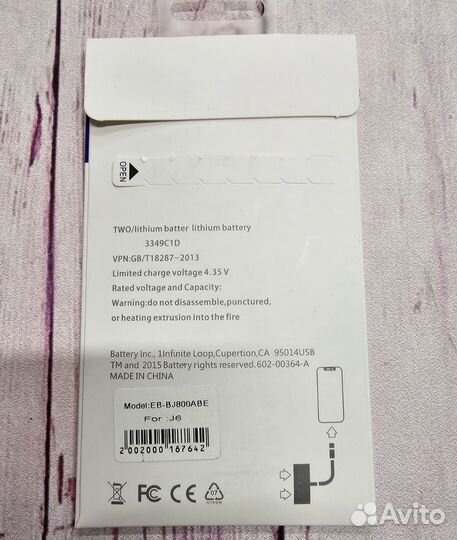 OPEN
TWO/lithium batter lithium battery
3349C1D
VPN:GB/T18287-2013
Limited charge voltage 4.35 V
Rated voltage and Capacity:
Warning:do not disassemble,punctured,
or heating extrusion into the fire
Battery lnc., 1Infinite Loop,Cupertion,CA 95014USB
TM and 2015 Battery rights reserved. 602-00364-A
MADE IN CHINA
Model:EB-BJ800ABE
For :J6
2002000187642
FC CE 07
OTHER
Avito